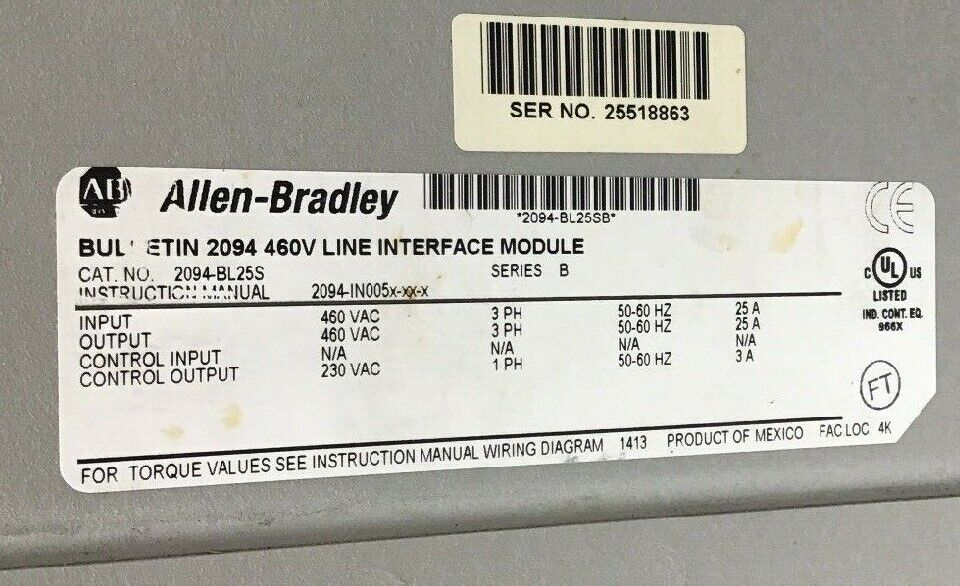 SER NO. 25518863
AB
Allen-Bradley
*2094-BL25SB*
CE
BUL ETIN 2094 460V LINE INTERFACE MODULE
CAT. NO. 2094-BL25S SERIES B
INSTRUCTION MANUAL 2094-IN005x-xx-x
C UL US
LISTED
IND. CONT. EQ.
966X
INPUT 460 VAC 3 PH 50-60 HZ 25 A
OUTPUT 460 VAC 3 PH 50-60 HZ 25 A
CONTROL INPUT N/A N/A N/A N/A
CONTROL OUTPUT 230 VAC 1 PH 50-60 HZ 3 A
FT
FOR TORQUE VALUES SEE INSTRUCTION MANUAL WIRING DIAGRAM 1413 PRODUCT OF MEXICO FAC LOC 4K